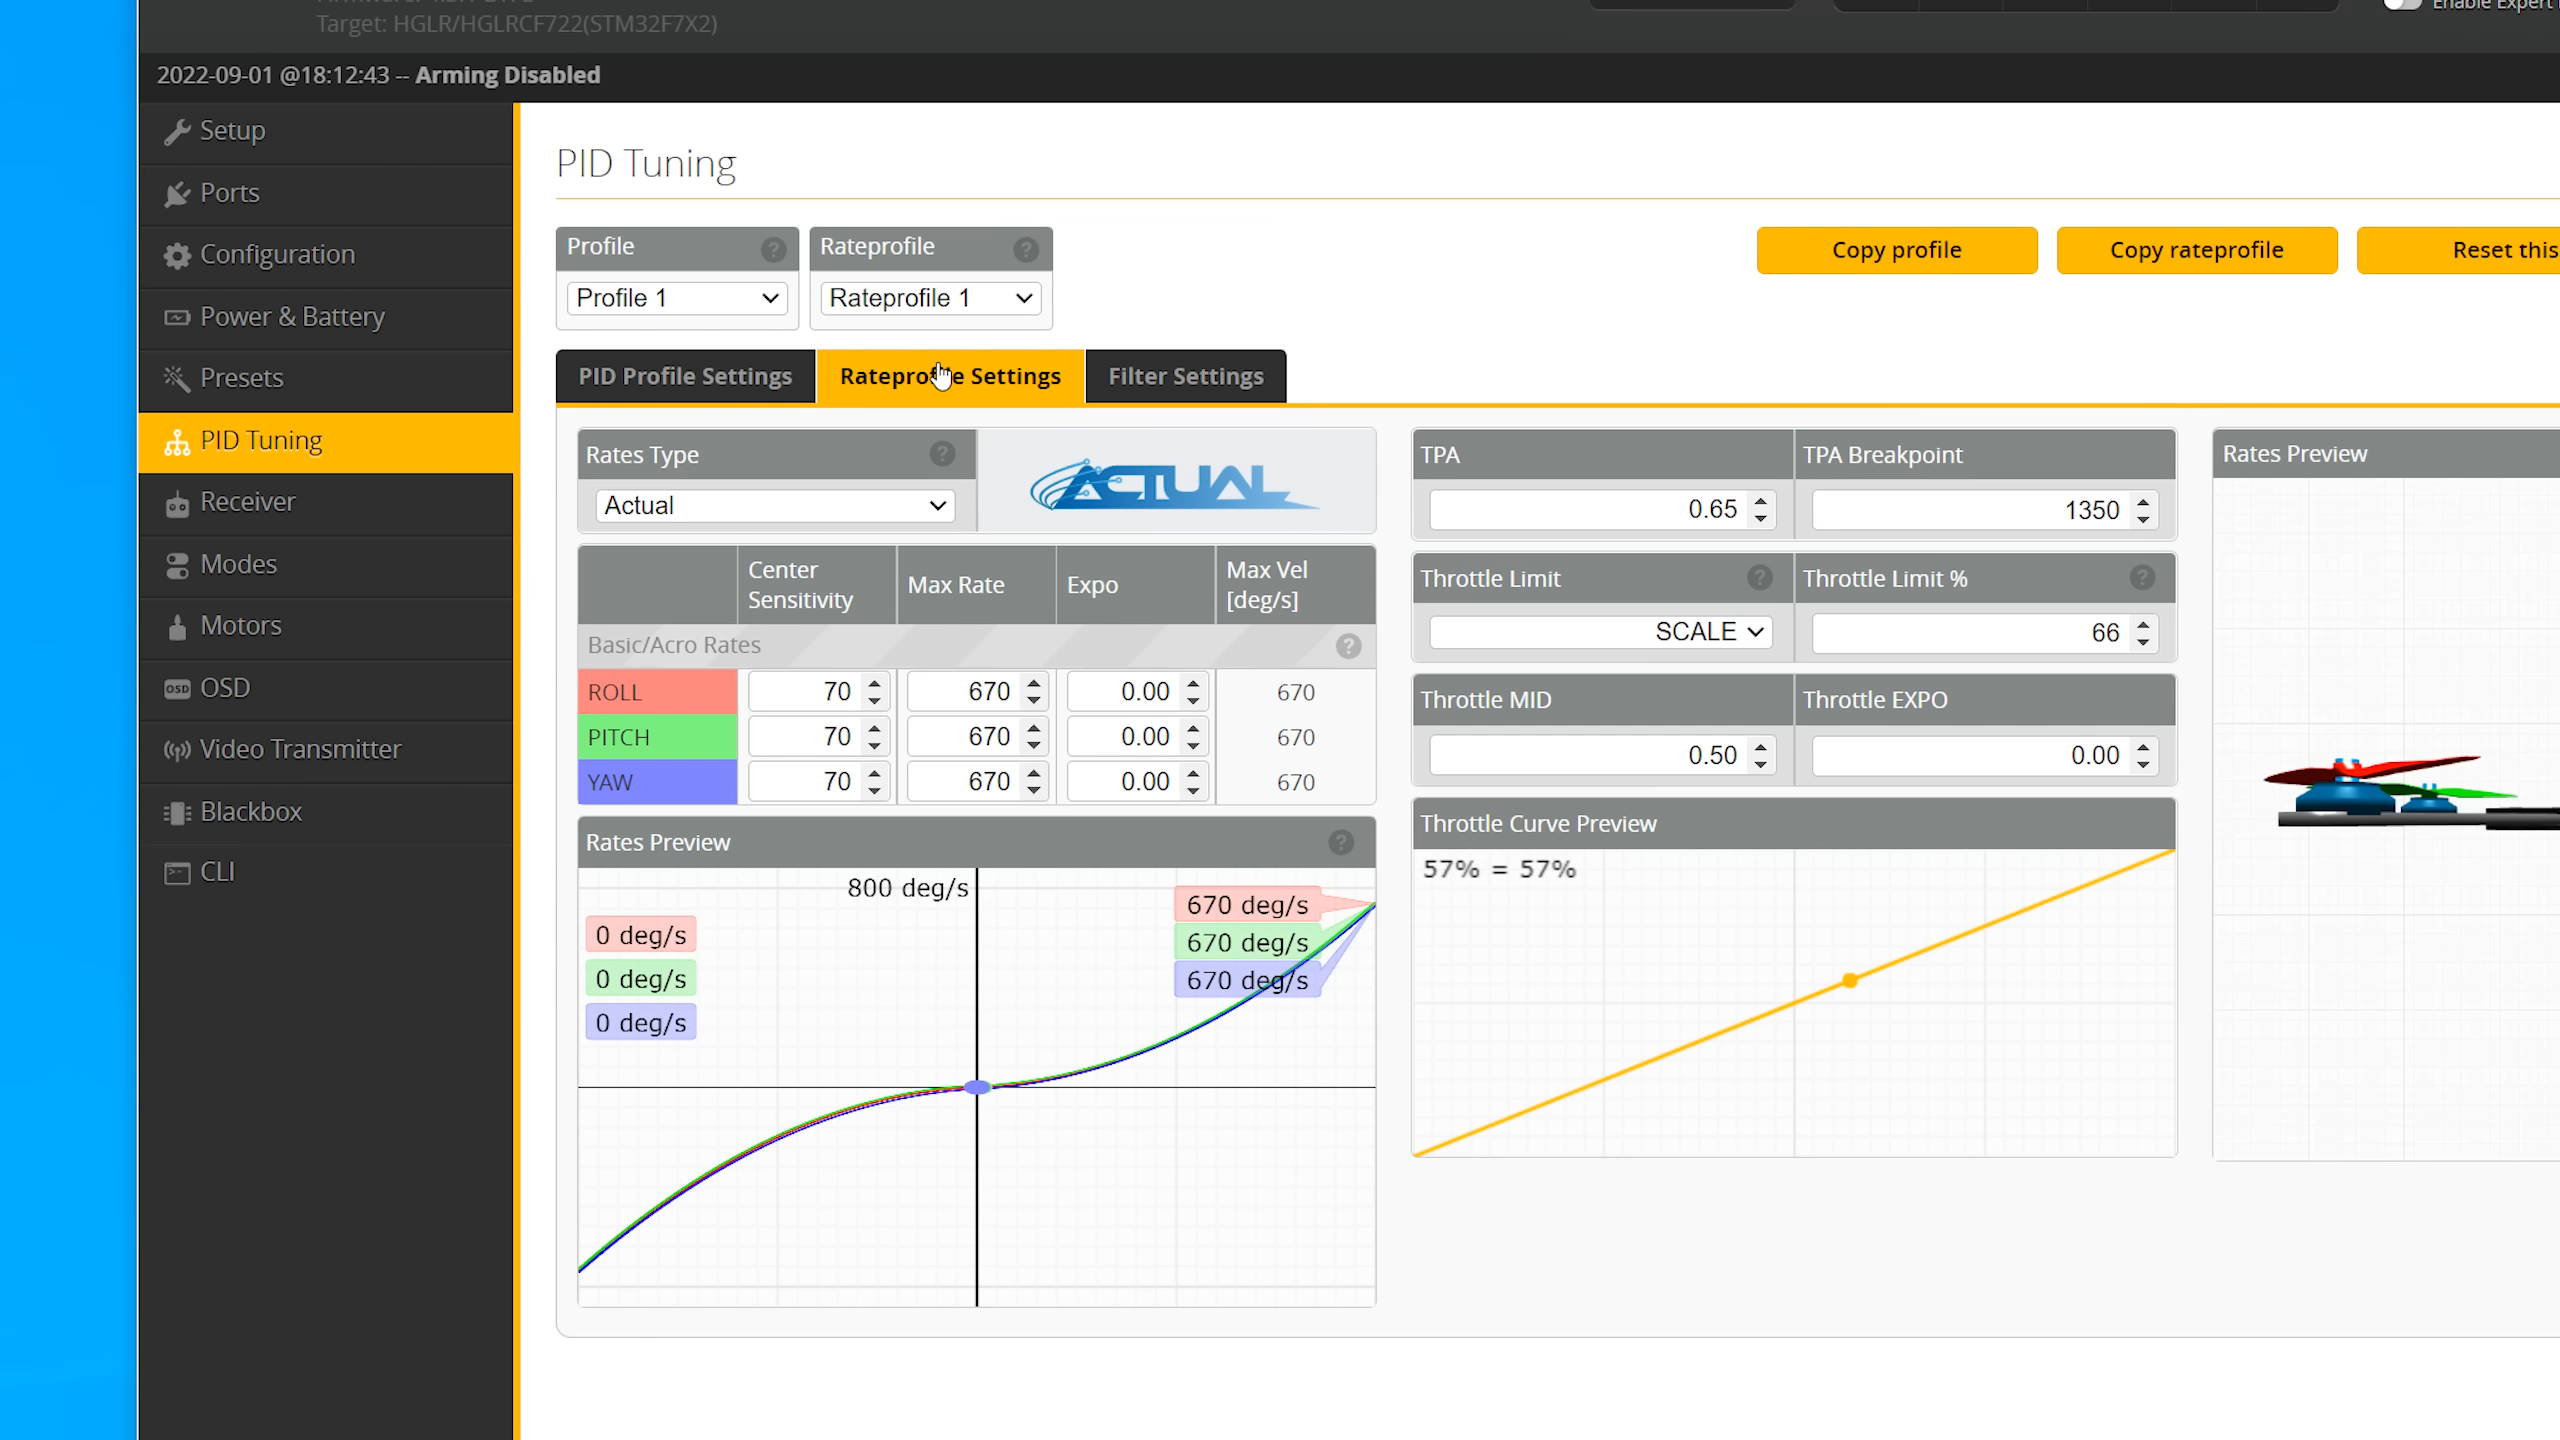 Target: HGLR/HGLRCF722(STM32F7X2)
Enable Expert
2022-09-01 @18:12:43 -- Arming Disabled
Setup
Ports
Configuration
Power & Battery
Presets
PID Tuning
Receiver
Modes
Motors
OSD
OSD
Video Transmitter
Blackbox
CLI
PID Tuning
Profile ?
Rateprofile ?
Profile 1
Rateprofile 1
Copy profile
Copy rateprofile
Reset this
PID Profile Settings
Rateprofile Settings
Filter Settings
Rates Type ?
Actual
ACTUAL
Center Sensitivity
Max Rate
Expo
Max Vel [deg/s]
Basic/Acro Rates ?
ROLL 70 670 0.00 670
PITCH 70 670 0.00 670
YAW 70 670 0.00 670
Rates Preview ?
800 deg/s
0 deg/s
0 deg/s
0 deg/s
670 deg/s
670 deg/s
670 deg/s
TPA
TPA Breakpoint
0.65
1350
Throttle Limit ?
Throttle Limit % ?
SCALE
66
Throttle MID
Throttle EXPO
0.50
0.00
Throttle Curve Preview
57% = 57%
Rates Preview